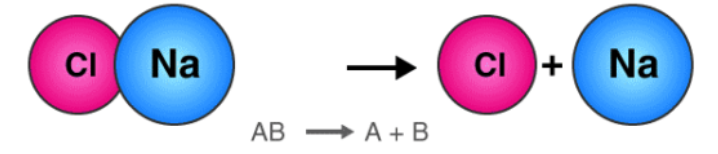 Cl Na → Cl + Na
AB → A + B